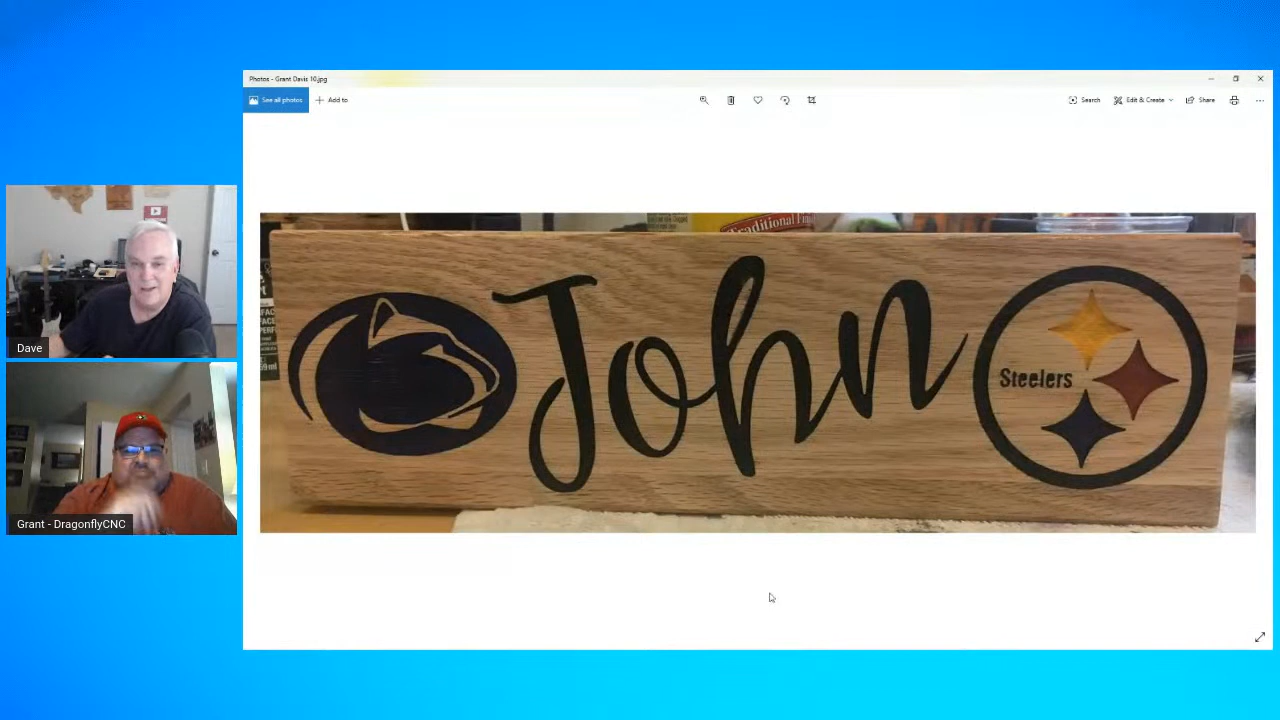 Photos - Grant Davis 10.jpg
See all photos
Add to
Search
Edit & Create
Share
Traditional
John
Steelers
Dave
Grant - DragonflyCNC